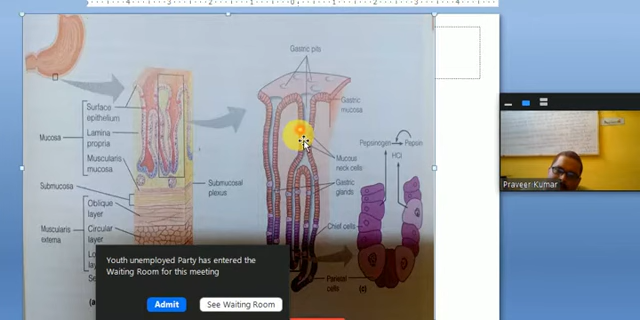 Gastric pits
Gastric
mucosa
Surface
epithelium
Mucosa
Lamina
propria
Muscularis
mucosa
Pepsinogen
Pepsin
HCl
Mucous
neck cells
Submucosa
Submucosal
plexus
Gastric
glands
Oblique
layer
Muscularis
externa
Circular
layer
Chief cells
Parietal
cells
(c)
Praveer Kumar
Youth unemployed Party has entered the
Waiting Room for this meeting
Admit
See Waiting Room